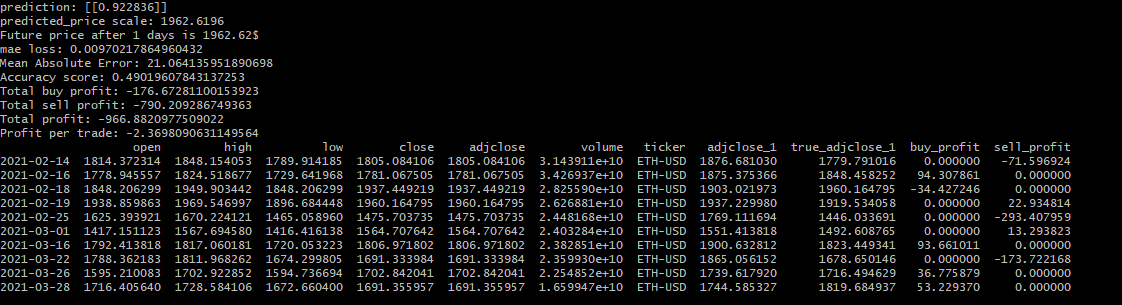 prediction: [[0.922836]]
predicted_price scale: 1962.6196
Future price after 1 days is 1962.62$
mae loss: 0.00970217864960432
Mean Absolute Error: 21.064135951890698
Accuracy score: 0.49019607843137253
Total buy profit: -176.67281100153923
Total sell profit: -790.209286749363
Total profit: -966.8820977509022
Profit per trade: -2.3698090631149564
open high low close adjclose volume ticker adjclose_1 true_adjclose_1 buy_profit sell_profit
2021-02-14 1814.372314 1848.154053 1789.914185 1805.084106 1805.084106 3.143911e+10 ETH-USD 1876.681030 1779.791016 0.000000 -71.596924
2021-02-16 1778.945557 1824.518677 1729.641968 1781.067505 1781.067505 3.426937e+10 ETH-USD 1875.375366 1848.458252 94.307861 0.000000
2021-02-18 1848.206299 1949.903442 1848.206299 1937.449219 1937.449219 2.825590e+10 ETH-USD 1903.021973 1960.164795 -34.427246 0.000000
2021-02-19 1938.859863 1969.546997 1896.684448 1960.164795 1960.164795 2.626881e+10 ETH-USD 1937.229980 1919.534058 0.000000 22.934814
2021-02-25 1625.393921 1670.224121 1465.058960 1475.703735 1475.703735 2.448168e+10 ETH-USD 1769.111694 1446.033691 0.000000 -293.407959
2021-03-01 1417.151123 1567.694580 1416.416138 1564.707642 1564.707642 2.403284e+10 ETH-USD 1551.413818 1492.608765 0.000000 13.293823
2021-03-16 1792.413818 1817.060181 1720.053223 1806.971802 1806.971802 2.382851e+10 ETH-USD 1900.632812 1823.449341 93.661011 0.000000
2021-03-22 1788.362183 1811.968262 1674.299805 1691.333984 1691.333984 2.359930e+10 ETH-USD 1865.056152 1678.650146 0.000000 -173.722168
2021-03-26 1595.210083 1702.922852 1594.736694 1702.842041 1702.842041 2.254852e+10 ETH-USD 1739.617920 1716.494629 36.775879 0.000000
2021-03-28 1716.405640 1728.584106 1672.660400 1691.355957 1691.355957 1.659947e+10 ETH-USD 1744.585327 1819.684937 53.229370 0.000000